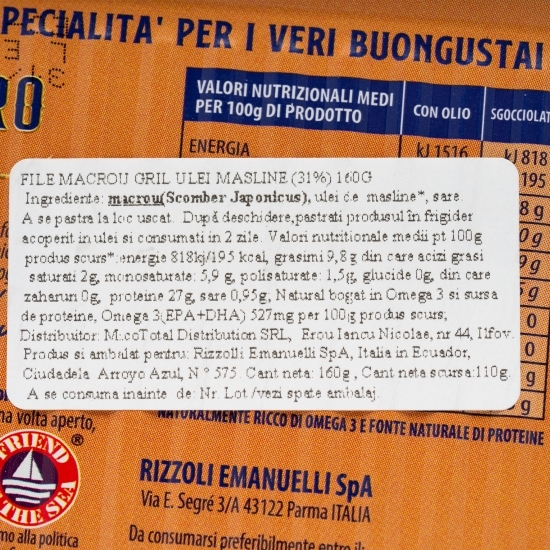 PECIALITA' PER I VERI BUONGUSTAI
RO
VALORI NUTRIZIONALI MEDI
PER 100g DI PRODOTTO
CON OLIO
SGOCCIOLAT
ENERGIA
kJ 1516
kJ 818
195
FILE MACROU GRIL ULEI MASLINE (31%) 160G
Ingrediente: macrou(Scomber Japonicus), ulei de masline*, sare.
A se pastra la loc uscat. După deschidere,pastrati produsul in frigider
acoperit in ulei si consumati in 2 zile. Valori nutritionale medii pt 100g
produs scurs*:energie 818kj/195 kcal, grasimi 9,8g din care acizi grasi
saturati 2g, monosaturate: 5,9 g, polisaturate: 1,5g, glucide 0g, din care
zaharuri 0g, proteine 27g, sare 0,95g, Natural bogat in Omega 3 si sursa
de proteine, Omega 3(EPA+DHA) 527mg per 100g produs scurs;
Distribuitor: MacoTotal Distribution SRL, Erou Iancu Nicolae, nr 44, Ilfov.
Produs si ambalat pentru: Rizzolli Emanuelli SpA, Italia in Ecuador,
Ciudadela Arroyo Azul, N ° 575. Cant neta: 160g, Cant neta scursa:110g.
A se consuma inainte de: Nr. Lot /vezi spate ambalaj.
NATURALMENTE RICCO DI OMEGA 3 E FONTE NATURALE DI PROTEINE
na volta aperto,
FRIEND
THE SEA
®
RIZZOLI EMANUELLI SpA
Via E. Segré 3/A 43122 Parma ITALIA
mo alla politica
Da consumarsi preferibilmente entro il: